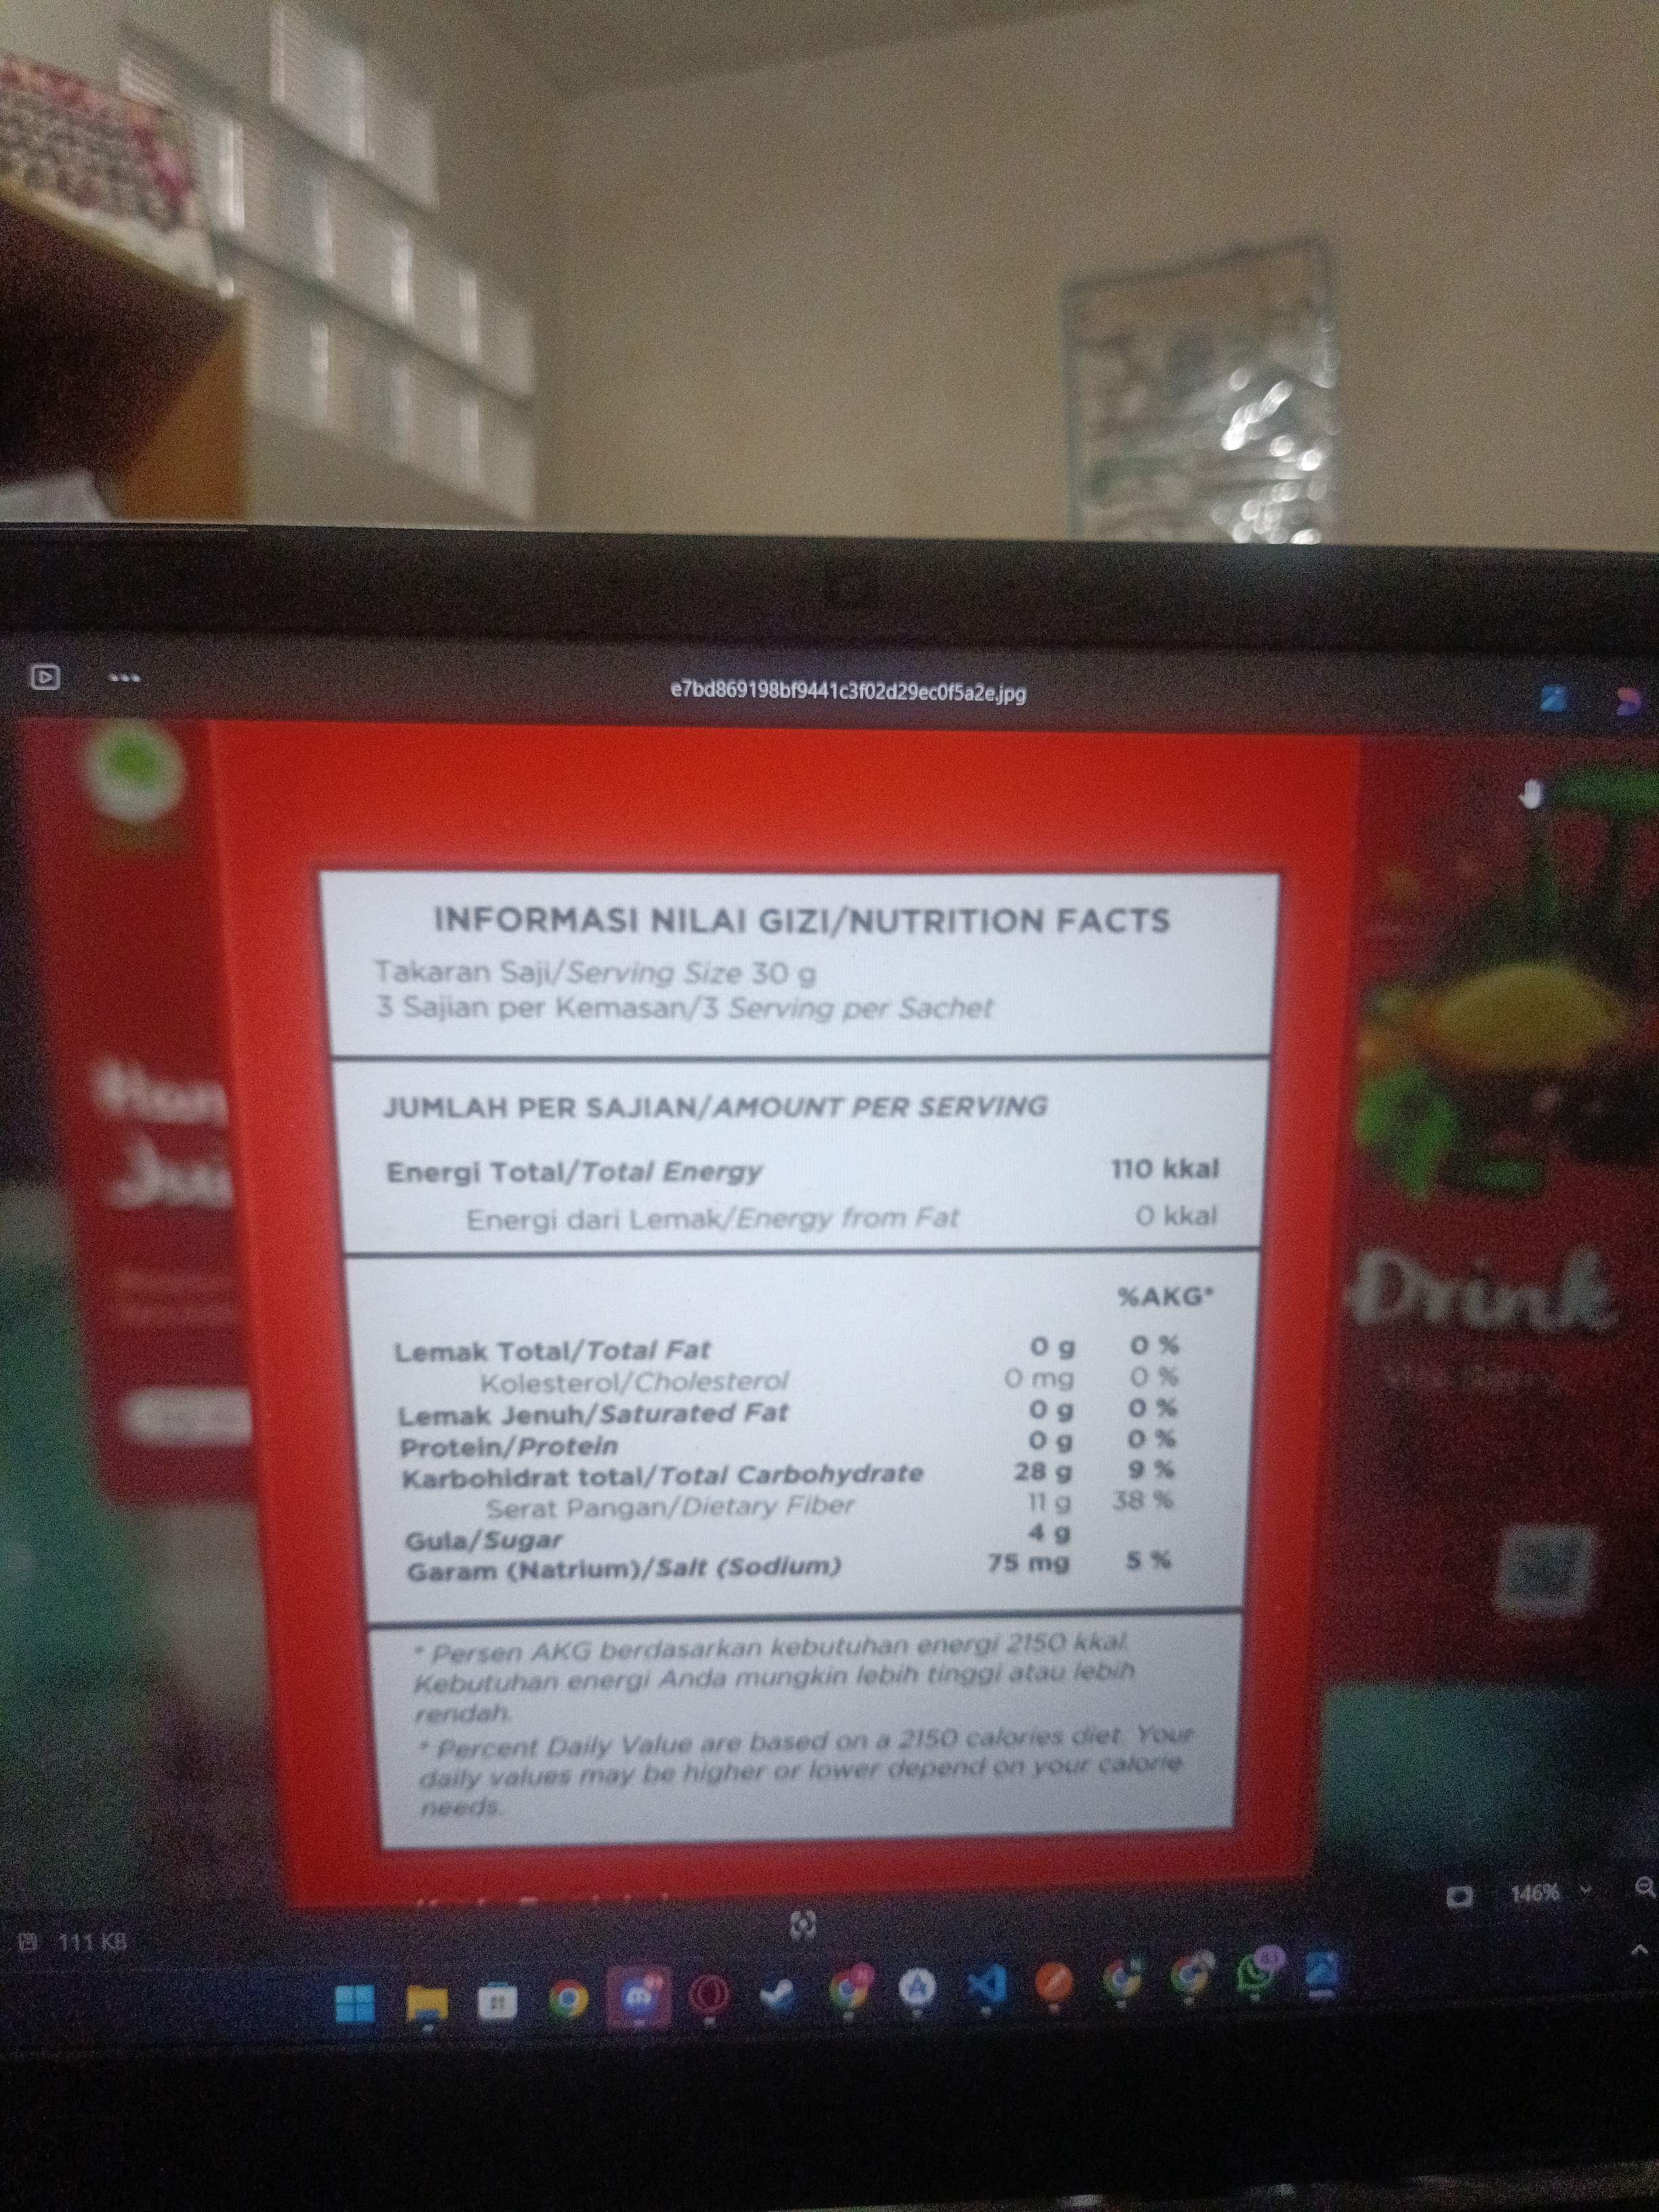 e7bd869198bf9441c3f02d29ec0f5a2e.jpg
INFORMASI NILAI GIZI/NUTRITION FACTS
Takaran Saji/Serving Size 30 g
3 Sajian per Kemasan/3 Serving per Sachet
JUMLAH PER SAJIAN/AMOUNT PER SERVING
Energi Total/Total Energy 110 kkal
Energi dari Lemak/Energy from Fat 0 kkal
%AKG*
Lemak Total/Total Fat 0 g 0 %
Kolesterol/Cholesterol 0 mg 0 %
Lemak Jenuh/Saturated Fat 0 g 0 %
Protein/Protein 0 g 0 %
Karbohidrat total/Total Carbohydrate 28 g 9 %
Serat Pangan/Dietary Fiber 11 g 38 %
Gula/Sugar 4 g
Garam (Natrium)/Salt (Sodium) 75 mg 5 %
* Persen AKG berdasarkan kebutuhan energi 2150 kkal.
Kebutuhan energi Anda mungkin lebih tinggi atau lebih
rendah.
* Percent Daily Value are based on a 2150 calories diet. Your
daily values may be higher or lower depend on your calorie
needs.
Drink
146%
111 KB
83